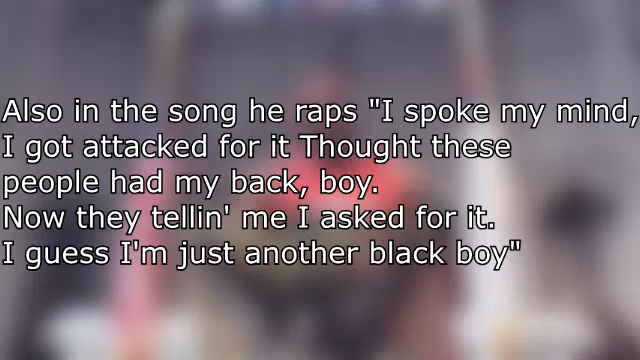 Also in the song he raps "I spoke my mind,
I got attacked for it Thought these
people had my back, boy.
Now they tellin' me I asked for it.
I guess I'm just another black boy"